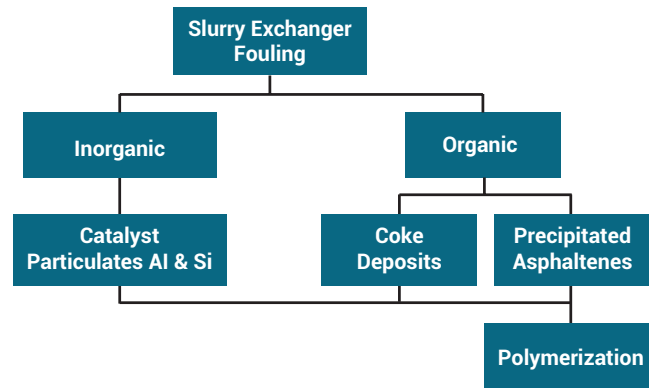 Slurry Exchanger
Fouling
Inorganic
Organic
Catalyst
Particulates Al & Si
Coke
Deposits
Precipitated
Asphaltenes
Polymerization